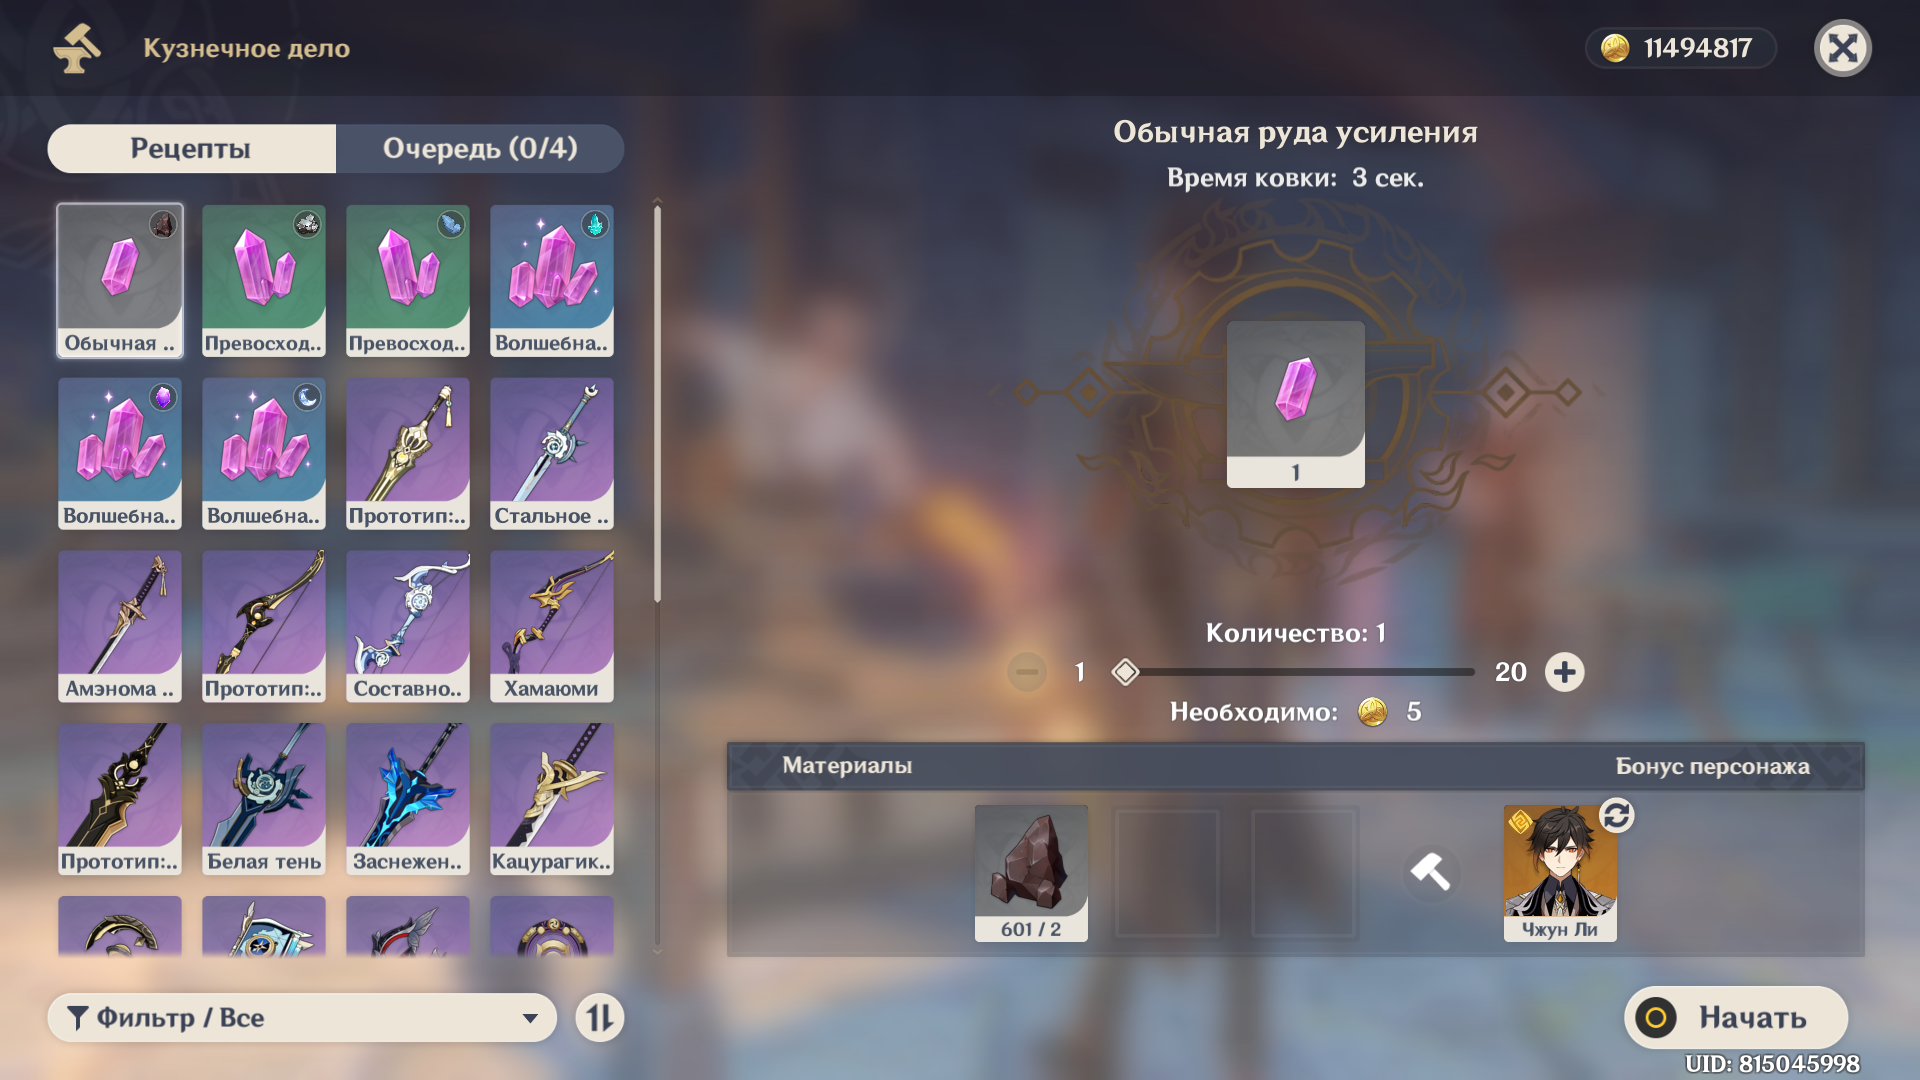 Кузнечное дело
11494817
Рецепты
Очередь (0/4)
Обычная ..
Превосход..
Превосход..
Волшебна..
Волшебна..
Волшебна..
Прототип:..
Стальное ..
Амэнома ..
Прототип:..
Составно..
Хамаюми
Прототип:..
Белая тень
Заснежен..
Кацурагик..
Фильтр / Все
Обычная руда усиления
Время ковки: 3 сек.
1
Количество: 1
1
20
Необходимо: 5
Материалы
Бонус персонажа
601 / 2
Чжун Ли
Начать
UID: 815045998